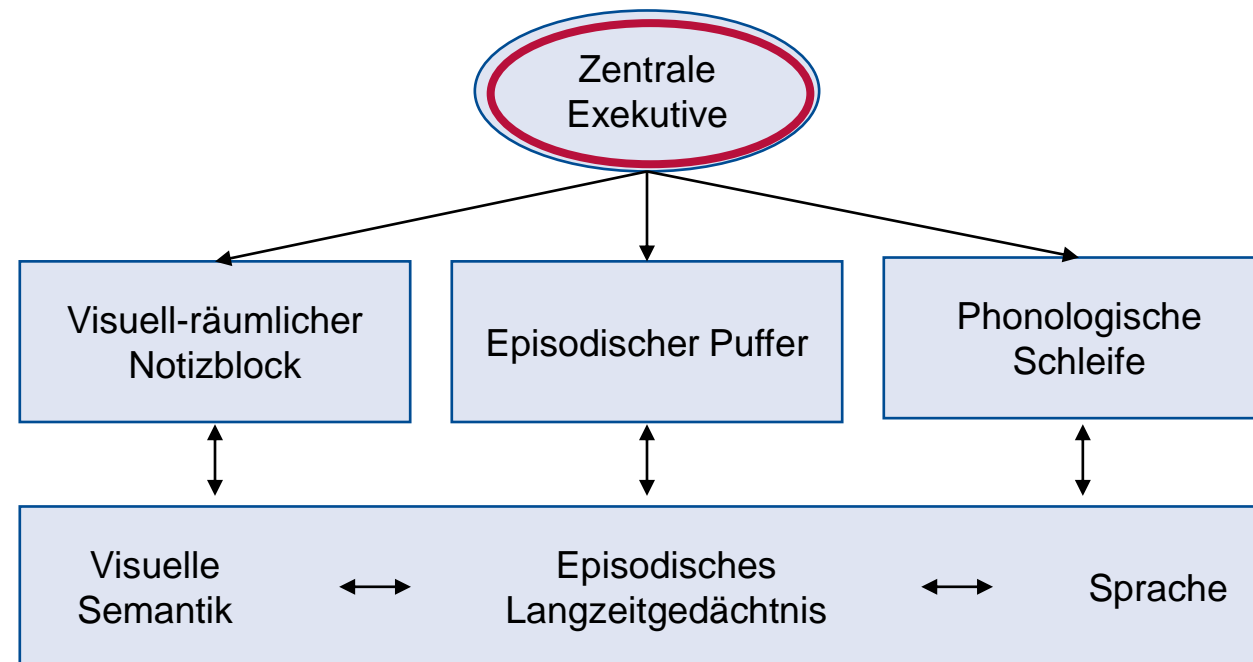 Zentrale
Exekutive
Visuell-räumlicher
Notizblock
Episodischer Puffer
Phonologische
Schleife
Visuelle
Semantik
Episodisches
Langzeitgedächtnis
Sprache